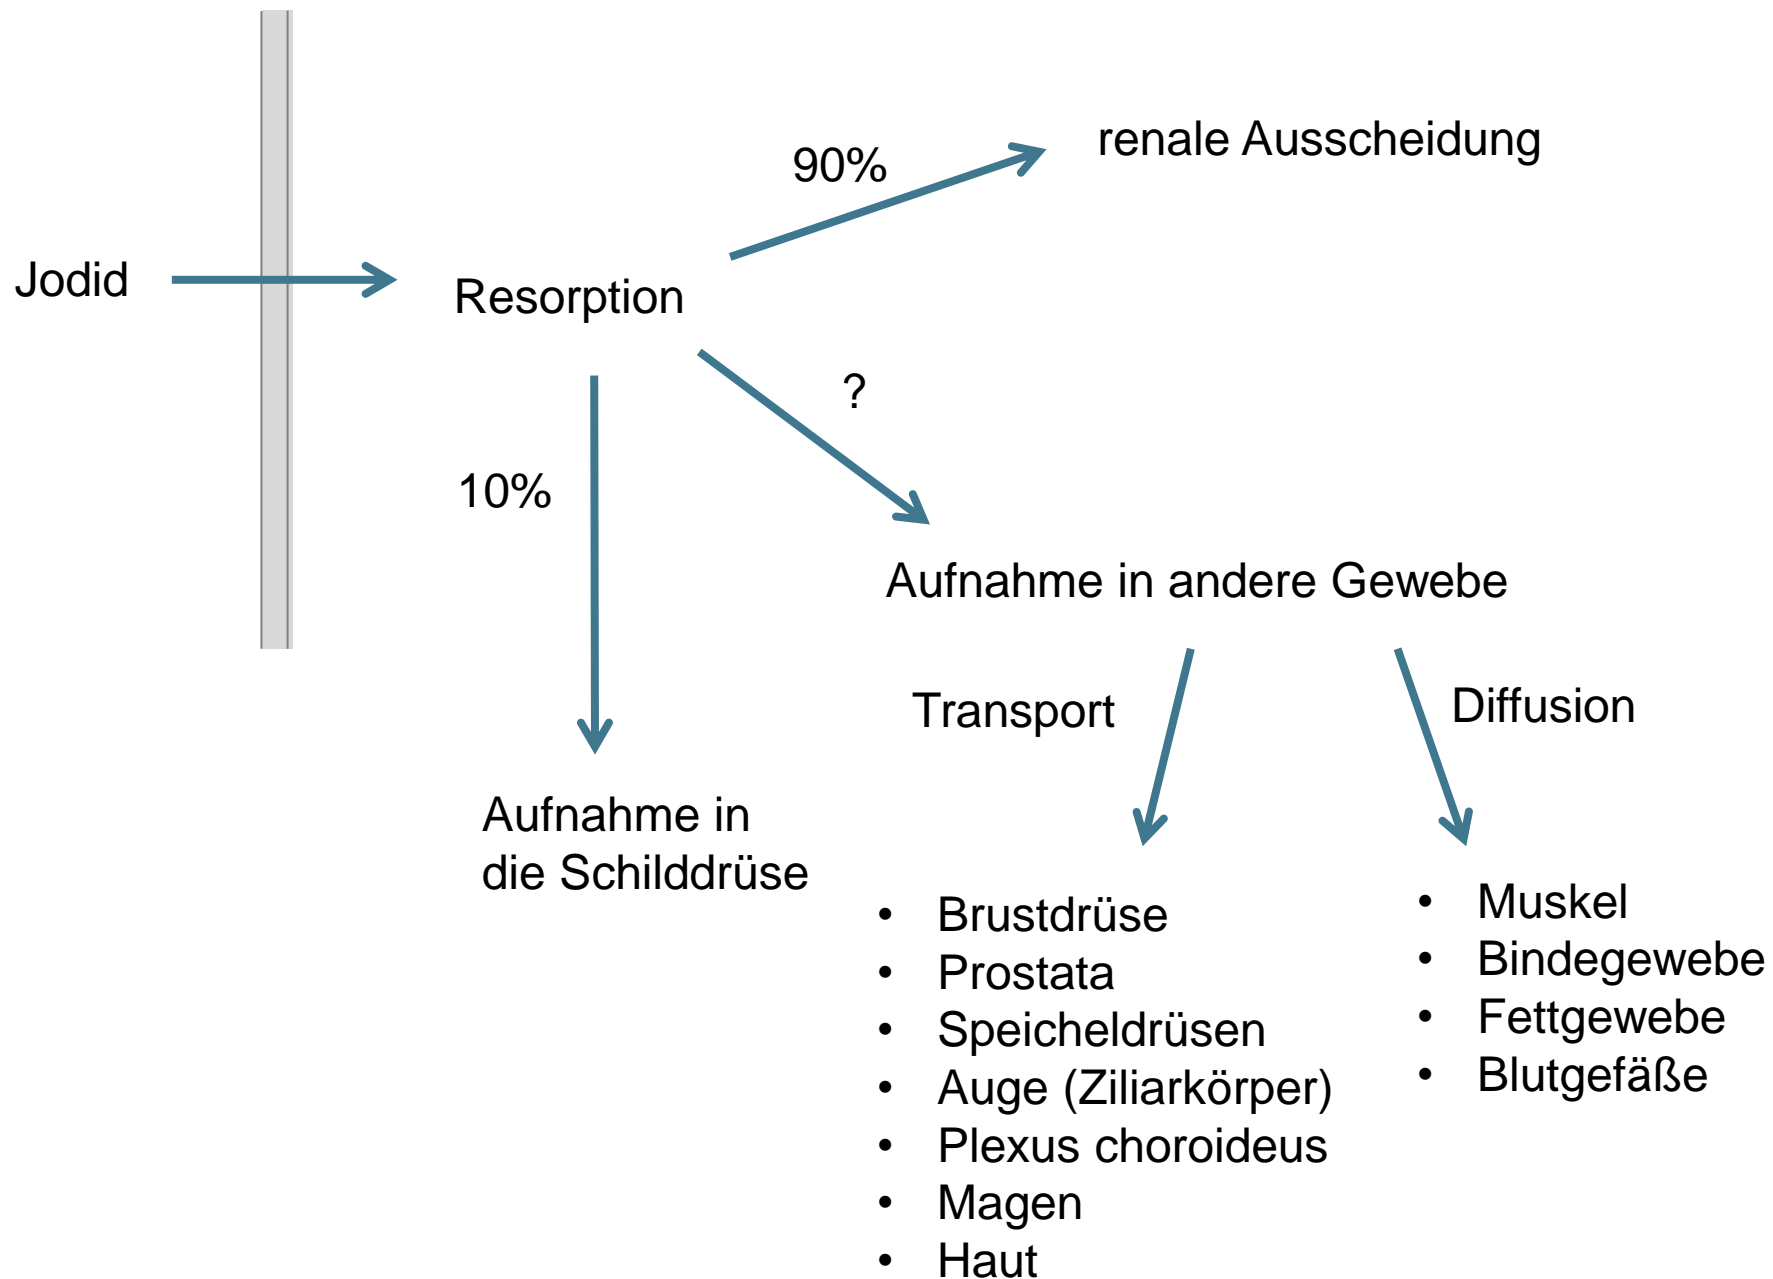 Jodid
Resorption
90%
renale Ausscheidung
?
10%
Aufnahme in andere Gewebe
Transport
Diffusion
Aufnahme in
die Schilddrüse
• Brustdrüse
• Prostata
• Speicheldrüsen
• Auge (Ziliarkörper)
• Plexus choroideus
• Magen
• Haut
• Muskel
• Bindegewebe
• Fettgewebe
• Blutgefäße